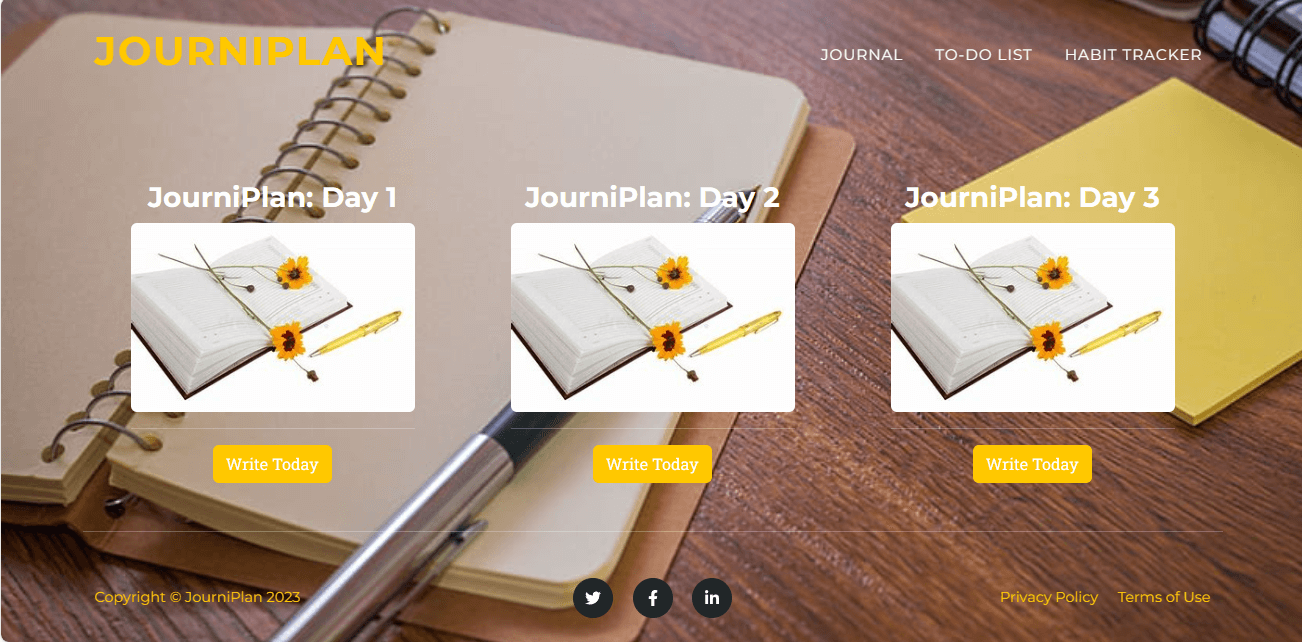 JOURNIPLAN
JOURNAL TO-DO LIST HABIT TRACKER
JourniPlan: Day 1 JourniPlan: Day 2 JourniPlan: Day 3
Write Today Write Today Write Today
Copyright © JourniPlan 2023 Privacy Policy Terms of Use